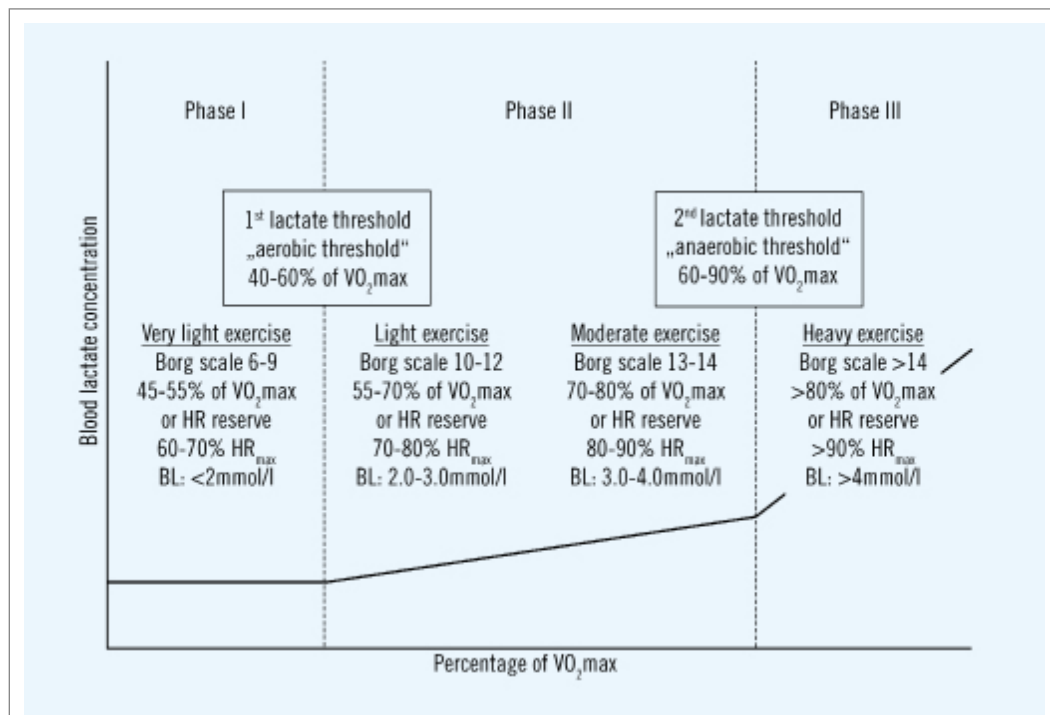 Phase I
Phase II
Phase III
1st lactate threshold
„aerobic threshold“
40-60% of VO2max
2nd lactate threshold
„anaerobic threshold“
60-90% of VO2max
Very light exercise
Borg scale 6-9
45-55% of VO2max
or HR reserve
60-70% HRmax
BL: <2mmol/l
Light exercise
Borg scale 10-12
55-70% of VO2max
or HR reserve
70-80% HRmax
BL: 2.0-3.0mmol/l
Moderate exercise
Borg scale 13-14
70-80% of VO2max
or HR reserve
80-90% HRmax
BL: 3.0-4.0mmol/l
Heavy exercise
Borg scale >14
>80% of VO2max
or HR reserve
>90% HRmax
BL: >4mmol/l
Blood lactate concentration
Percentage of VO2max